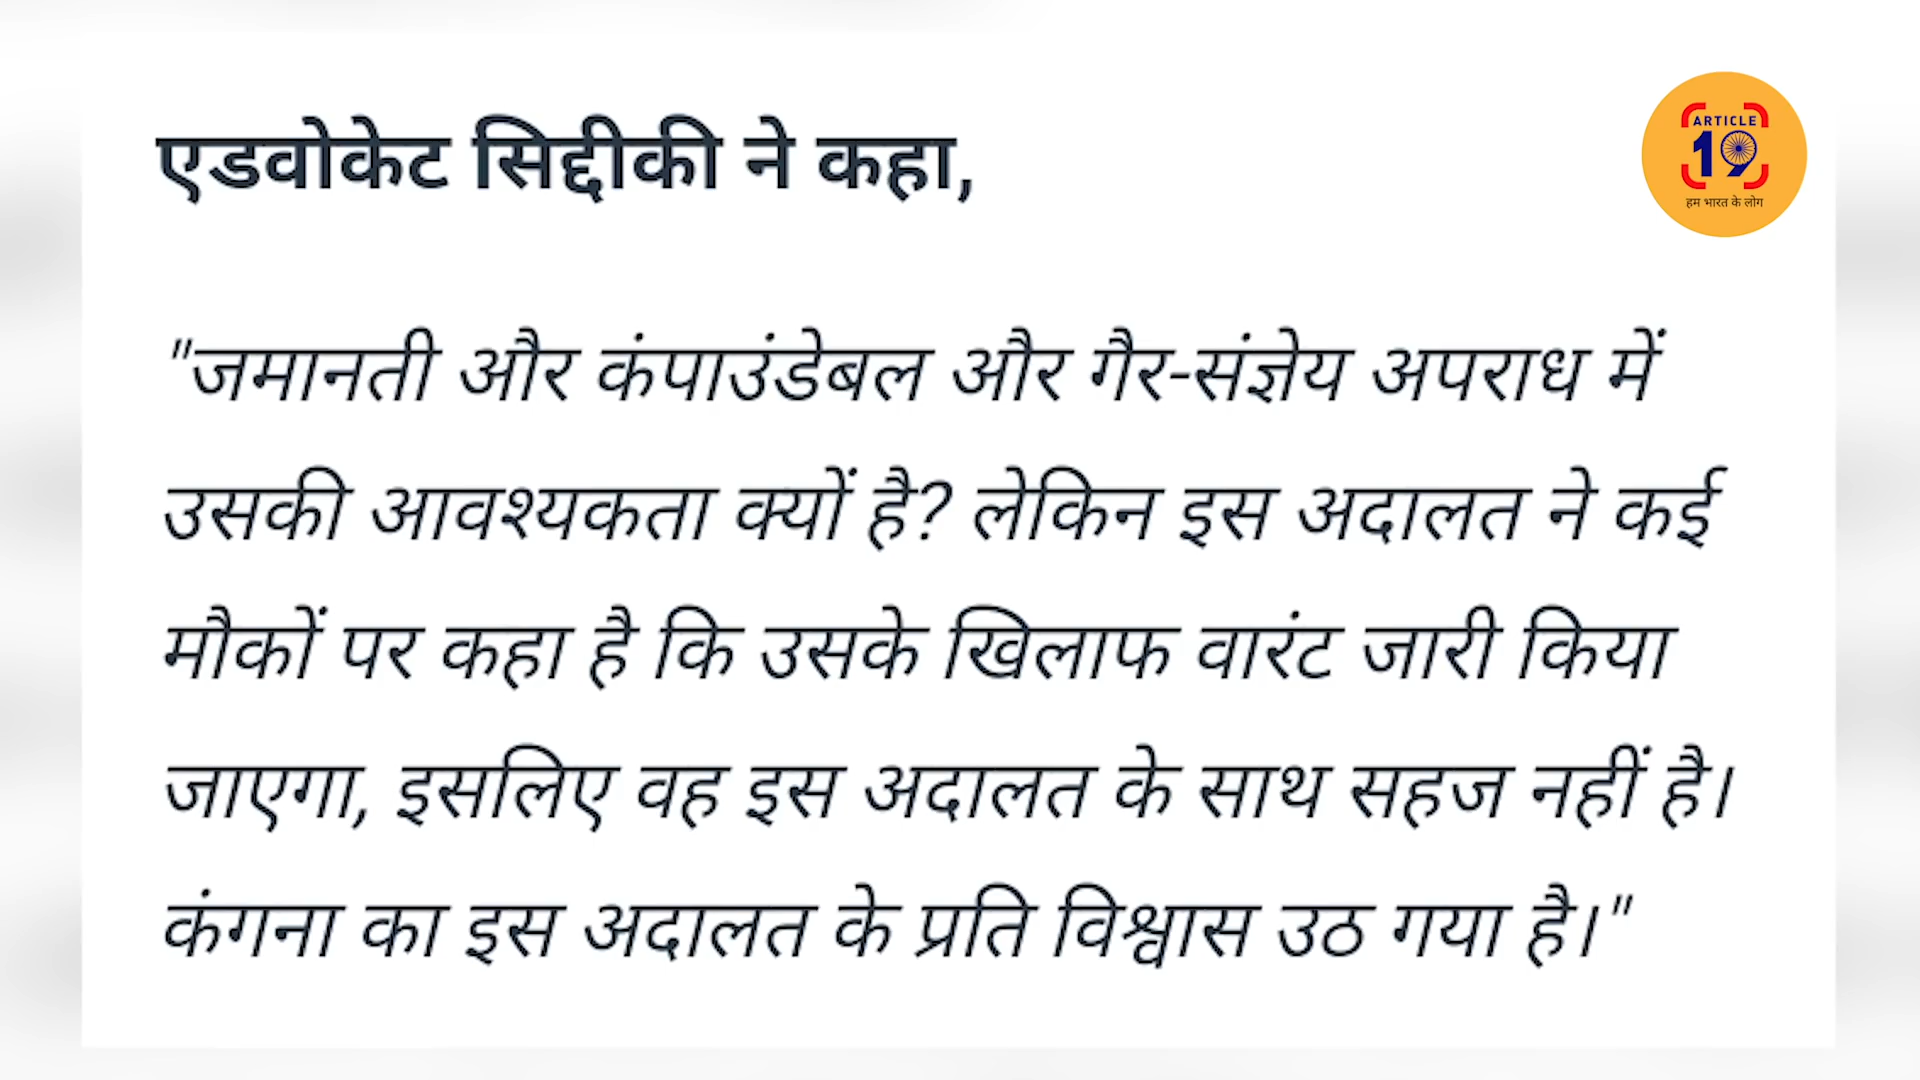 ARTICLE
19
हम भारत के लोग
एडवोकेट सिद्दीकी ने कहा,
"जमानती और कंपाउंडेबल और गैर-संज्ञेय अपराध में
उसकी आवश्यकता क्यों है? लेकिन इस अदालत ने कई
मौकों पर कहा है कि उसके खिलाफ वारंट जारी किया
जाएगा, इसलिए वह इस अदालत के साथ सहज नहीं है।
कंगना का इस अदालत के प्रति विश्वास उठ गया है।"